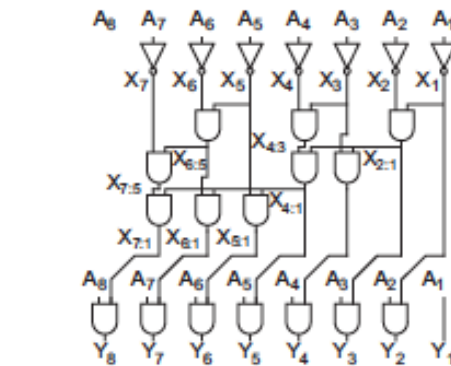 A8 A7 A6 A5 A4 A3 A2 A1
X7 X6 X5 X4 X3 X2 X1
X4:3
X6:5 X2:1
X7:5
X4:1
X7:1 X6:1 X5:1
A8 A7 A6 A5 A4 A3 A2 A1
Y8 Y7 Y6 Y5 Y4 Y3 Y2 Y1